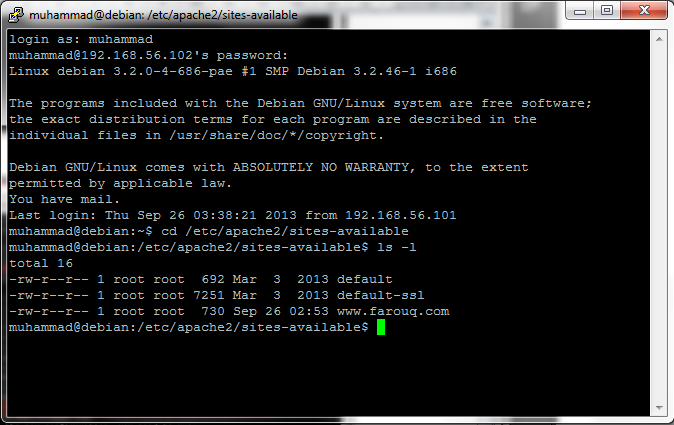 muhammad@debian: /etc/apache2/sites-available
login as: muhammad
muhammad@192.168.56.102's password:
Linux debian 3.2.0-4-686-pae #1 SMP Debian 3.2.46-1 i686
The programs included with the Debian GNU/Linux system are free software;
the exact distribution terms for each program are described in the
individual files in /usr/share/doc/*/copyright.
Debian GNU/Linux comes with ABSOLUTELY NO WARRANTY, to the extent
permitted by applicable law.
You have mail.
Last login: Thu Sep 26 03:38:21 2013 from 192.168.56.101
muhammad@debian:~$ cd /etc/apache2/sites-available
muhammad@debian:/etc/apache2/sites-available$ ls -l
total 16
-rw-r--r-- 1 root root  692 Mar  3  2013 default
-rw-r--r-- 1 root root 7251 Mar  3  2013 default-ssl
-rw-r--r-- 1 root root  730 Sep 26 02:53 www.farouq.com
muhammad@debian:/etc/apache2/sites-available$